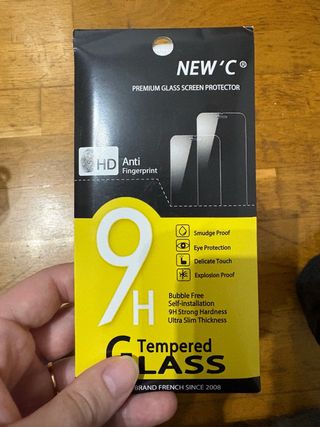 NEW'C®
PREMIUM GLASS SCREEN PROTECTOR
HD Anti
Fingerprint
Smudge Proof
Eye Protection
Delicate Touch
Explosion Proof
9H
Bubble Free
Self-installation
9H Strong Hardness
Ultra Slim Thickness
Tempered
GLASS
BRAND FRENCH SINCE 2008